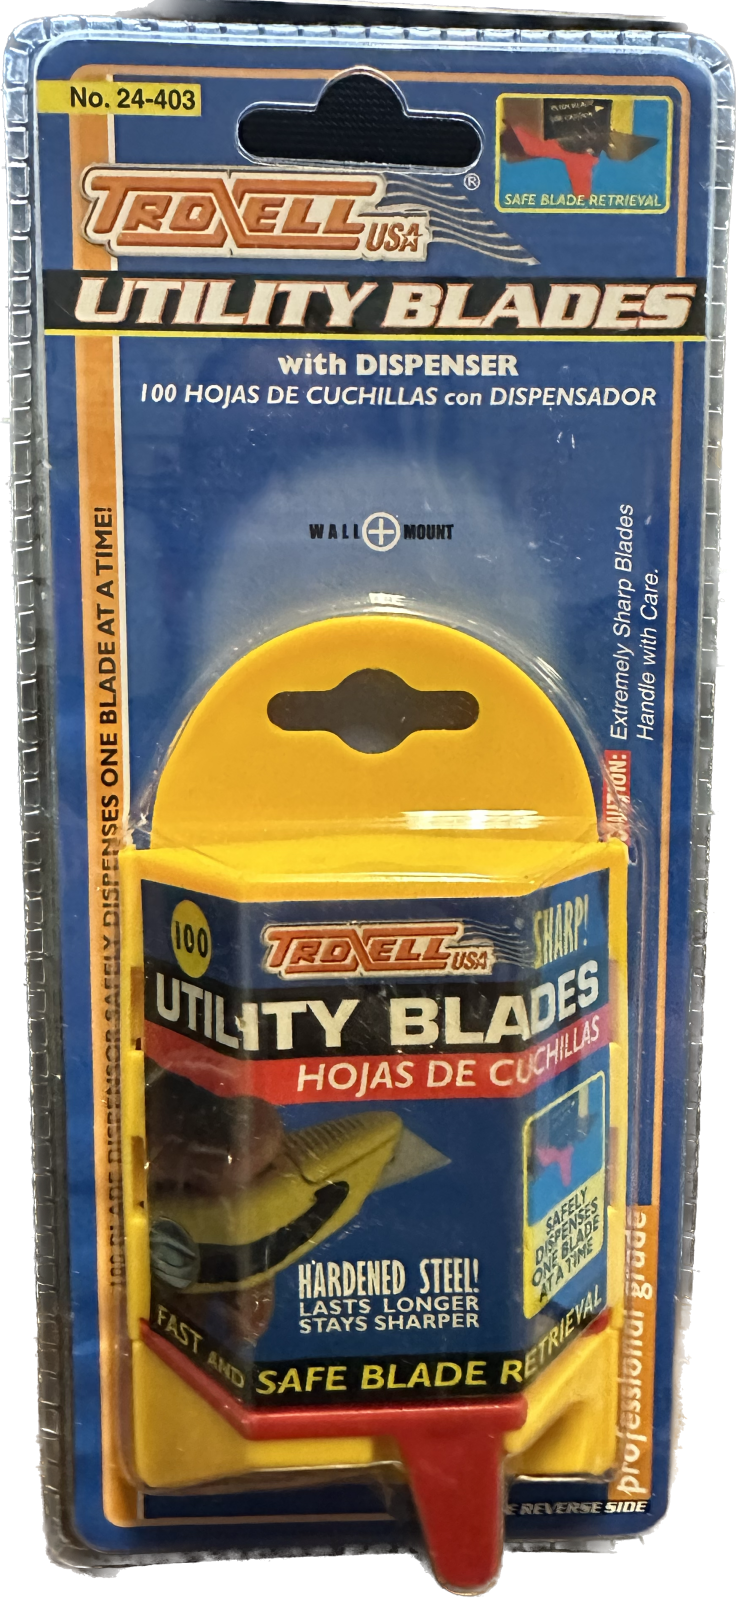 No. 24-403
TROXELL USA ®
SAFE BLADE RETRIEVAL
UTILITY BLADES
with DISPENSER
100 HOJAS DE CUCHILLAS con DISPENSADOR
WALL MOUNT
100 BLADE DISPENSOR SAFELY DISPENSES ONE BLADE AT A TIME!
Extremely Sharp Blades
Handle with Care.
100
TROXELL USA
SHARP!
UTILITY BLADES
HOJAS DE CUCHILLAS
SAFELY
DISPENSES
ONE BLADE
AT A TIME
HARDENED STEEL!
LASTS LONGER
STAYS SHARPER
FAST AND SAFE BLADE RETRIEVAL
professional grade
REVERSE SIDE